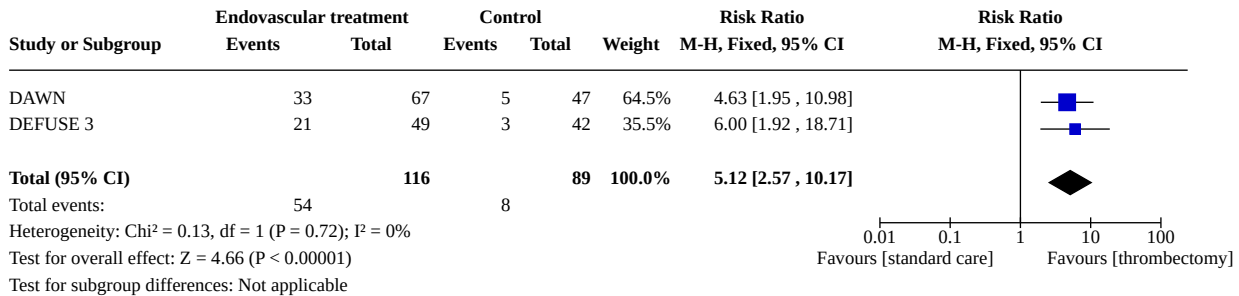 Endovascular treatment Control Risk Ratio Risk Ratio
Study or Subgroup Events Total Events Total Weight M-H, Fixed, 95% CI M-H, Fixed, 95% CI
DAWN 33 67 5 47 64.5% 4.63 [1.95 , 10.98]
DEFUSE 3 21 49 3 42 35.5% 6.00 [1.92 , 18.71]
Total (95% CI) 116 89 100.0% 5.12 [2.57 , 10.17]
Total events: 54 8
Heterogeneity: Chi² = 0.13, df = 1 (P = 0.72); I² = 0%
0.01 0.1 1 10 100
Test for overall effect: Z = 4.66 (P < 0.00001) Favours [standard care] Favours [thrombectomy]
Test for subgroup differences: Not applicable